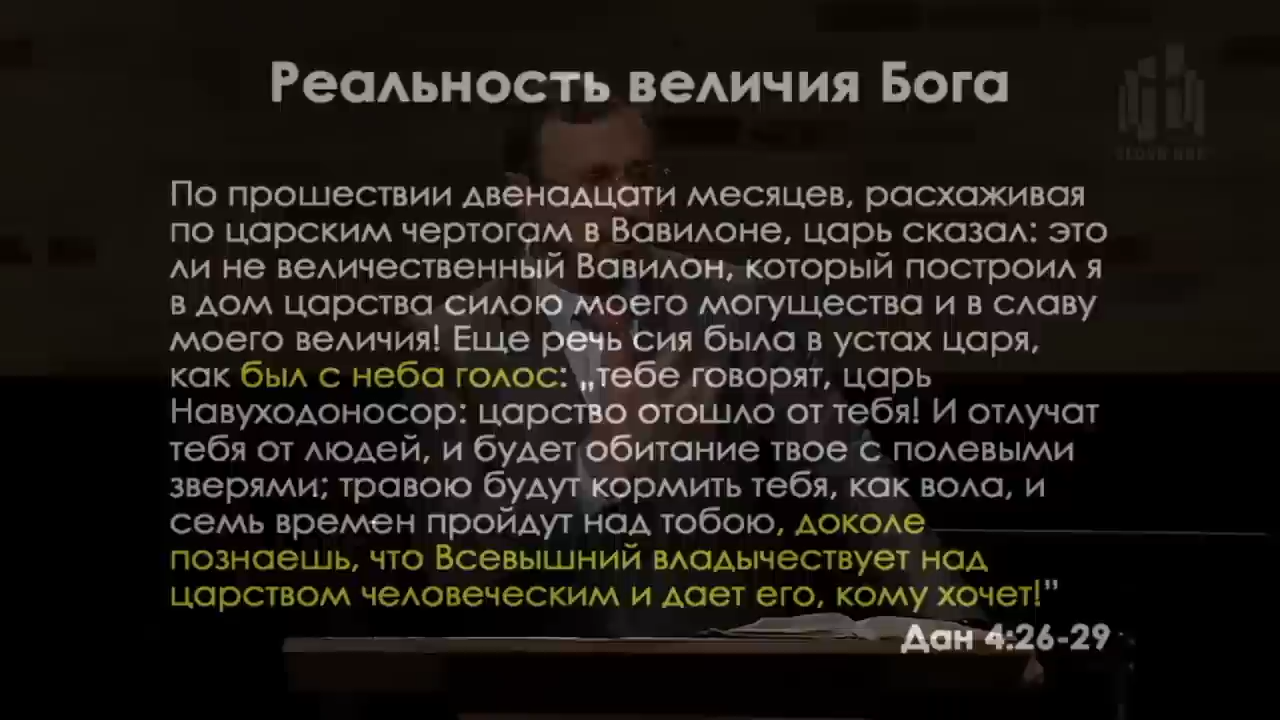 Реальность величия Бога
По прошествии двенадцати месяцев, расхаживая
по царским чертогам в Вавилоне, царь сказал: это
ли не величественный Вавилон, который построил я
в дом царства силою моего могущества и в славу
моего величия! Еще речь сия была в устах царя,
как был с неба голос: „тебе говорят, царь
Навуходоносор: царство отошло от тебя! И отлучат
тебя от людей, и будет обитание твое с полевыми
зверями; травою будут кормить тебя, как вола, и
семь времен пройдут над тобою, доколе
познаешь, что Всевышний владычествует над
царством человеческим и дает его, кому хочет!”
Дан 4:26-29